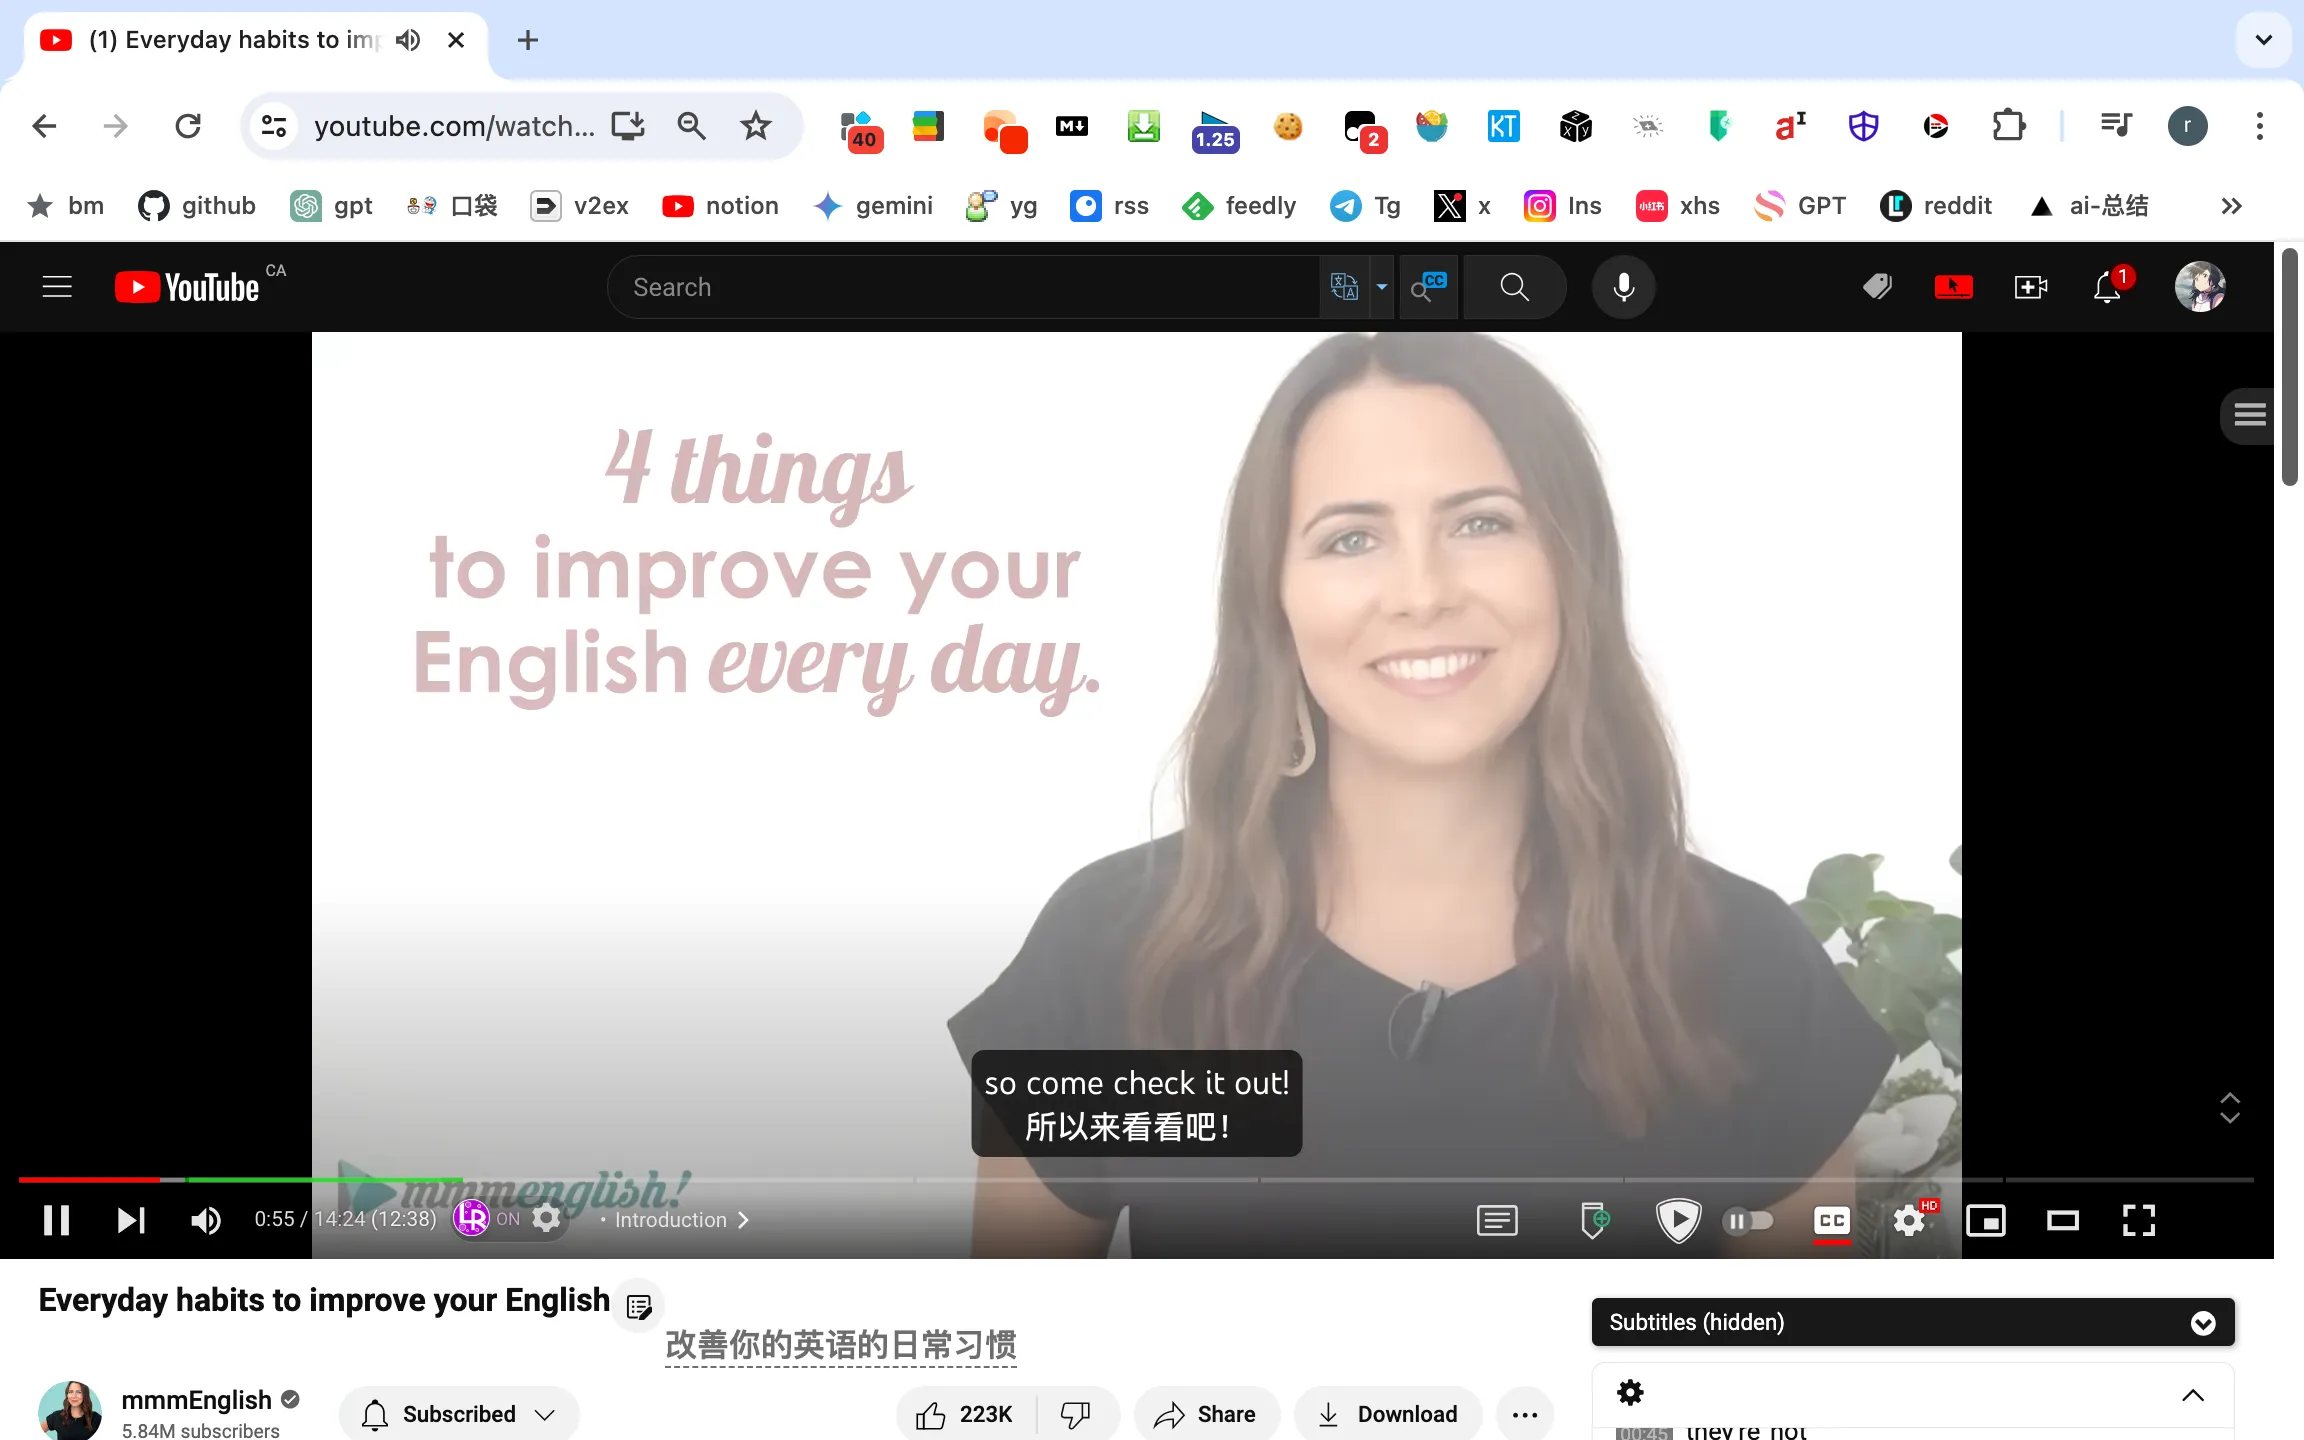 (1) Everyday habits to imp
youtube.com/watch...
40
1.25
2
KT
r
bm
github
gpt
口袋
v2ex
notion
gemini
yg
rss
feedly
Tg
x
Ins
xhs
GPT
reddit
ai-总结
YouTube CA
Search
CC
1
4 things
to improve your
English every day.
so come check it out!
所以来看看吧!
mmmenglish!
0:55 / 14:24 (12:38)
LR ON
• Introduction
CC
HD
Everyday habits to improve your English
改善你的英语的日常习惯
Subtitles (hidden)
mmmEnglish
5.84M subscribers
Subscribed
223K
Share
Download
00:45 they're not